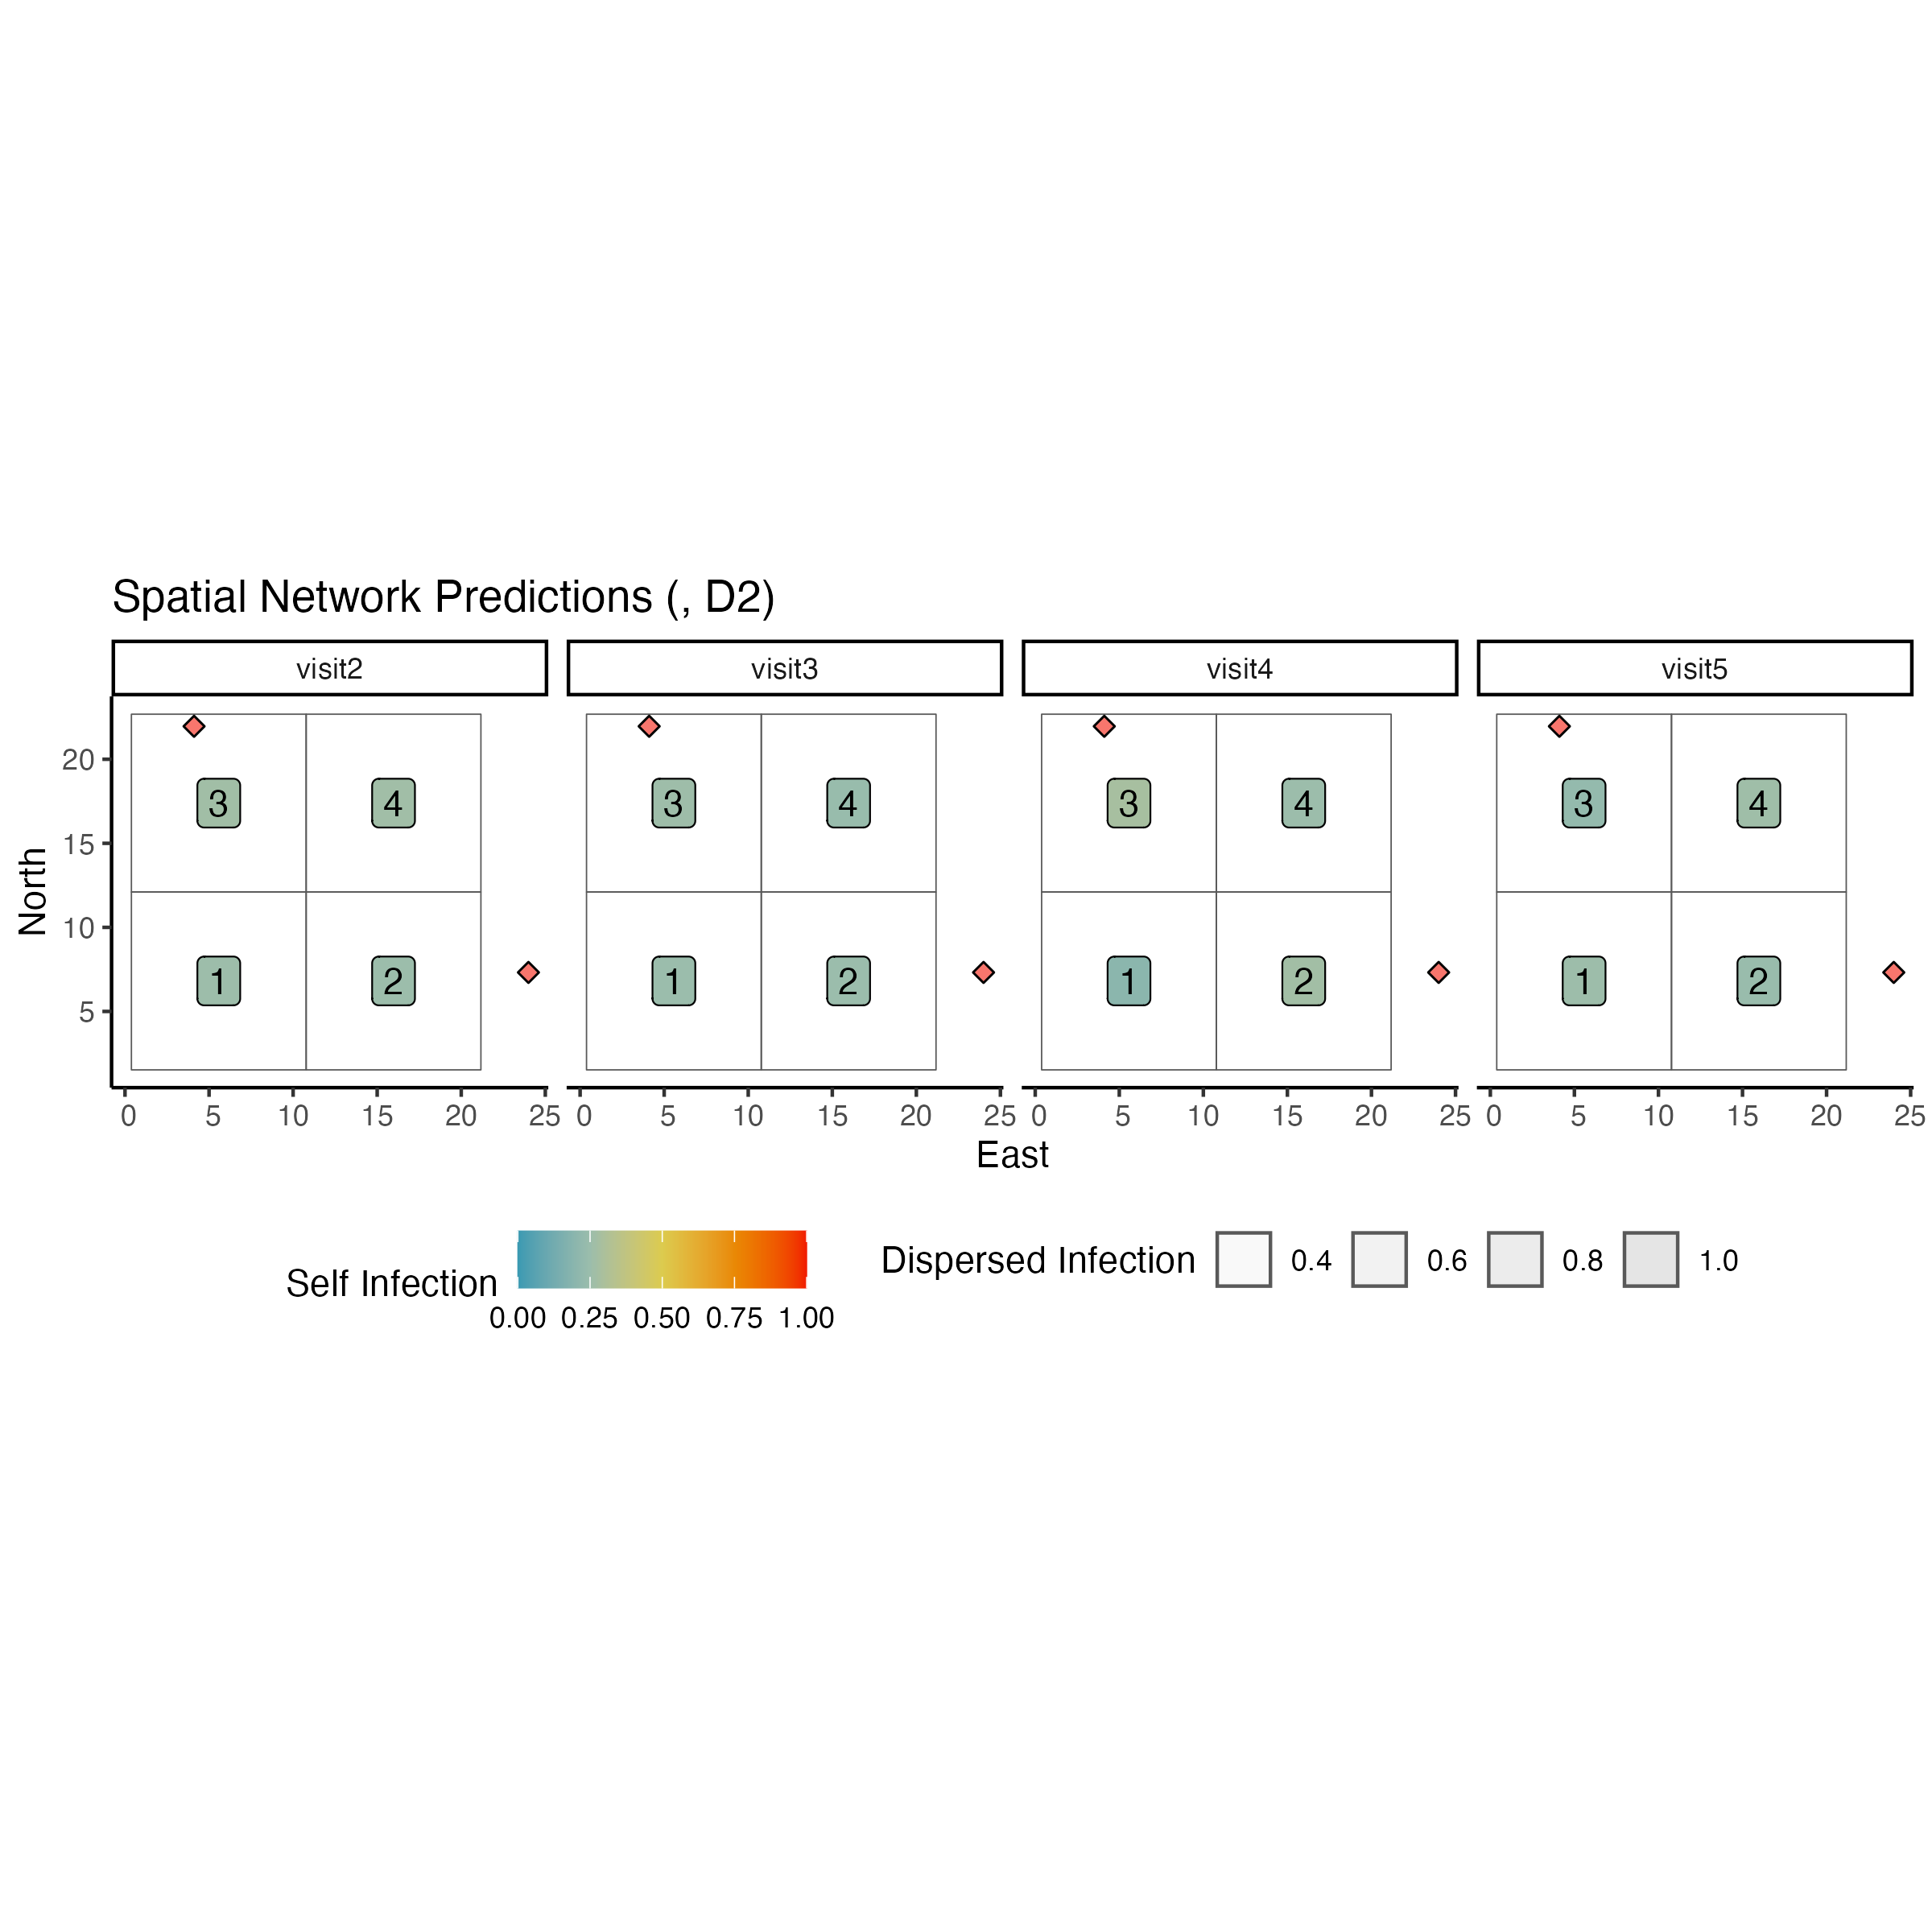 Spatial Network Predictions (, D2)
visit2 visit3 visit4 visit5
20
3 4 3 4 3 4 3 4
15
North
10
1 2 1 2 1 2 1 2
5
0 5 10 15 20 25 0 5 10 15 20 25 0 5 10 15 20 25 0 5 10 15 20 25
East
Self Infection
0.00 0.25 0.50 0.75 1.00
Dispersed Infection 0.4 0.6 0.8 1.0